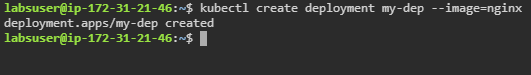 labsuser@ip-172-31-21-46:~$ kubectl create deployment my-dep --image=nginx
deployment.apps/my-dep created
labsuser@ip-172-31-21-46:~$